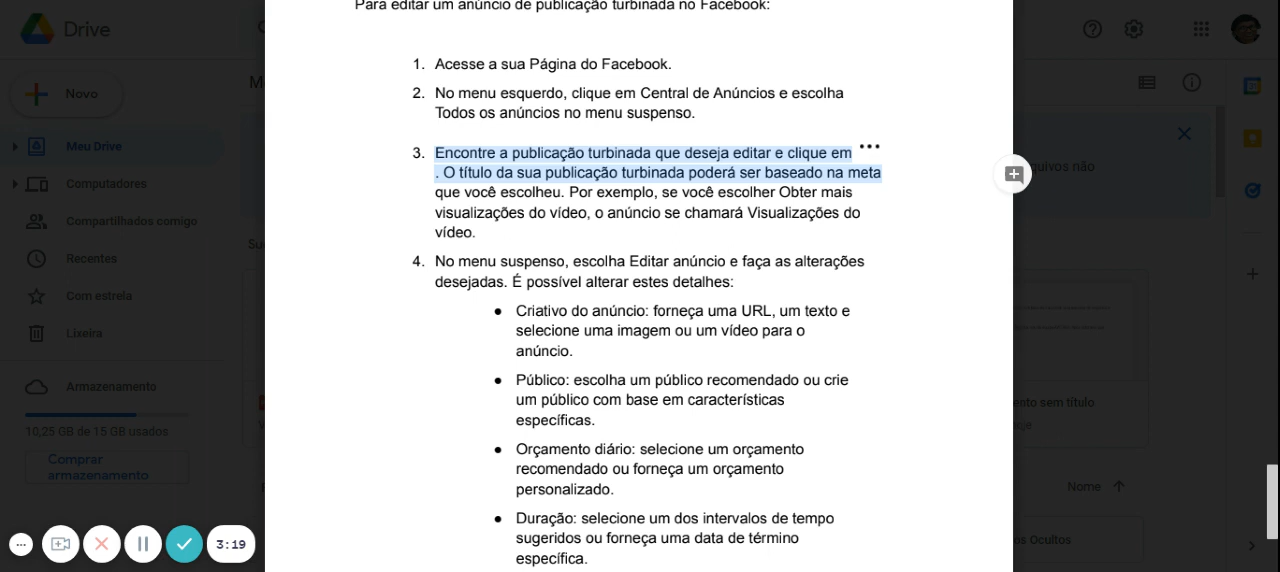 Para editar um anúncio de publicação turbinada no Facebook:
Drive
Novo
Meu Drive
Computadores
Compartilhados comigo
Recentes
Com estrela
Lixeira
Armazenamento
10,25 GB de 15 GB usados
Comprar
armazenamento
1. Acesse a sua Página do Facebook.
2. No menu esquerdo, clique em Central de Anúncios e escolha
Todos os anúncios no menu suspenso.
3. Encontre a publicação turbinada que deseja editar e clique em •••
. O título da sua publicação turbinada poderá ser baseado na meta
que você escolheu. Por exemplo, se você escolher Obter mais
visualizações do vídeo, o anúncio se chamará Visualizações do
vídeo.
4. No menu suspenso, escolha Editar anúncio e faça as alterações
desejadas. É possível alterar estes detalhes:
● Criativo do anúncio: forneça uma URL, um texto e
selecione uma imagem ou um vídeo para o
anúncio.
● Público: escolha um público recomendado ou crie
um público com base em características
específicas.
● Orçamento diário: selecione um orçamento
recomendado ou forneça um orçamento
personalizado.
● Duração: selecione um dos intervalos de tempo
sugeridos ou forneça uma data de término
específica.
quivos não
ento sem título
oje
Nome
os Ocultos
3:19